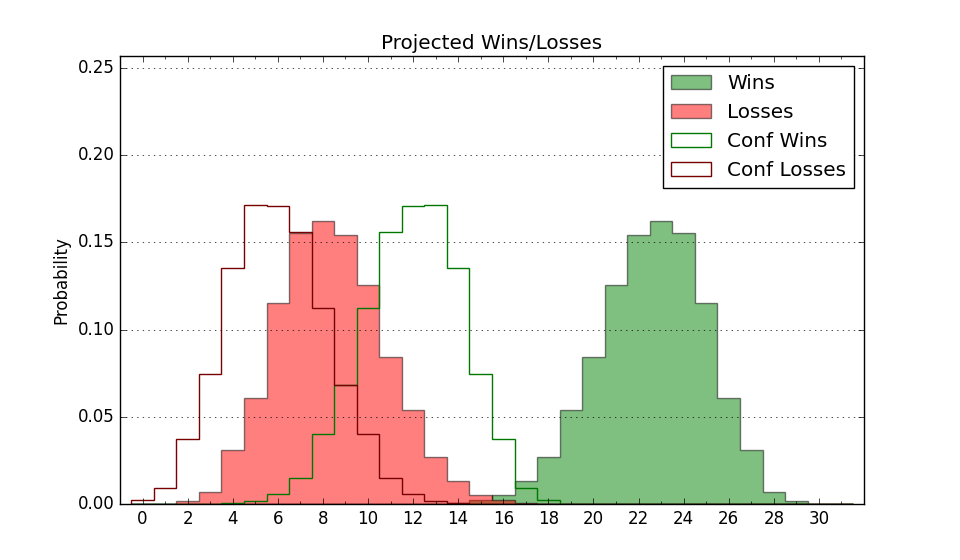 Projected Wins/Losses
0.25
0.20
0.15
0.10
0.05
0.00
Probability
Wins
Losses
Conf Wins
Conf Losses
0 2 4 6 8 10 12 14 16 18 20 22 24 26 28 30